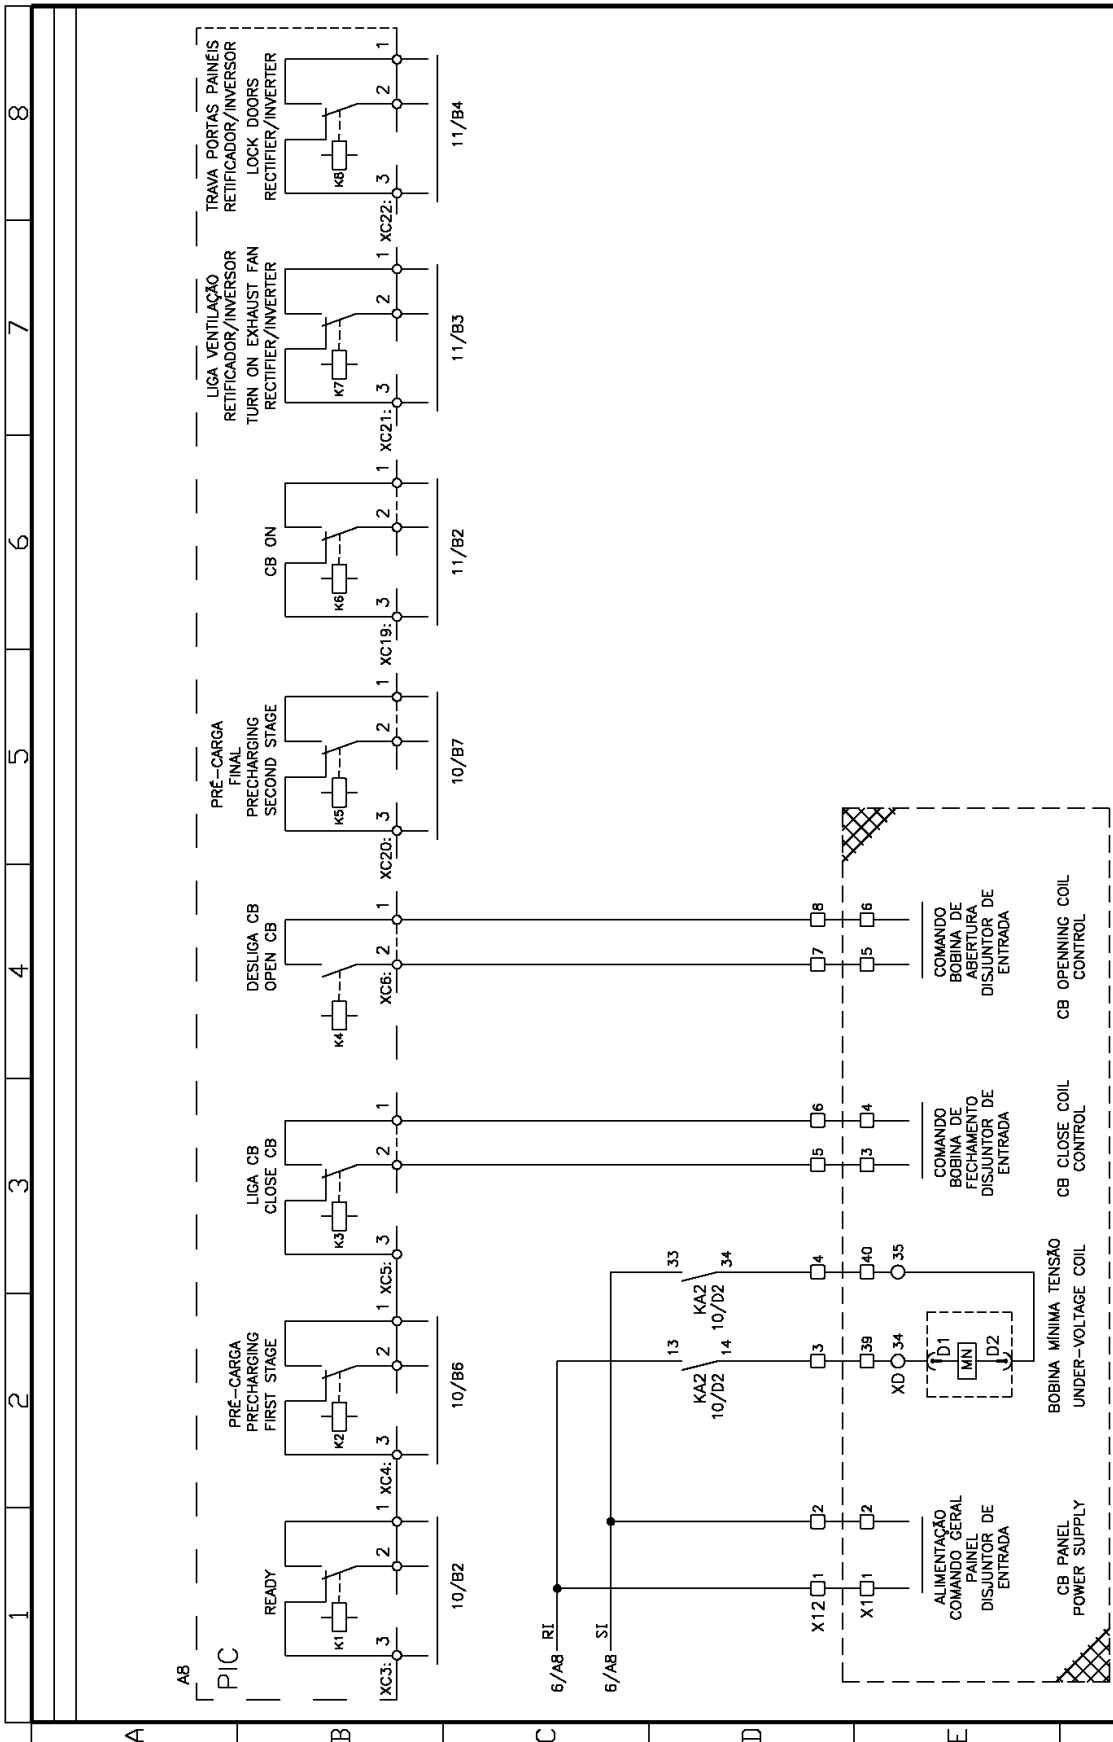 1
2
3
4
5
6
7
8
A
B
C
D
E
A8
PIC
READY
K1
XC3:
3
2
1
10/B2
PRÉ-CARGA
PRECHARGING
FIRST STAGE
K2
XC4:
3
2
1
10/B6
LIGA CB
CLOSE CB
K3
XC5:
3
2
1
DESLIGA CB
OPEN CB
K4
XC6:
2
1
PRÉ-CARGA
FINAL
PRECHARGING
SECOND STAGE
K5
XC20:
3
2
1
10/B7
CB ON
K6
XC19:
3
2
1
11/B2
LIGA VENTILAÇÃO
RETIFICADOR/INVERSOR
TURN ON EXHAUST FAN
RECTIFIER/INVERTER
K7
XC21:
3
2
1
11/B3
TRAVA PORTAS PAINÉIS
RETIFICADOR/INVERSOR
LOCK DOORS
RECTIFIER/INVERTER
K8
XC22:
3
2
1
11/B4
6/A8 RI
6/A8 SI
13
KA2
10/D2
14
33
KA2
10/D2
34
X12
1
2
3
4
5
6
7
8
X11
1
2
39
40
3
4
5
6
XD
34
35
D1
MN
D2
ALIMENTAÇÃO
COMANDO GERAL
PAINEL
DISJUNTOR DE
ENTRADA
CB PANEL
POWER SUPPLY
BOBINA MÍNIMA TENSÃO
UNDER-VOLTAGE COIL
COMANDO
BOBINA DE
FECHAMENTO
DISJUNTOR DE
ENTRADA
CB CLOSE COIL
CONTROL
COMANDO
BOBINA DE
ABERTURA
DISJUNTOR DE
ENTRADA
CB OPENNING COIL
CONTROL